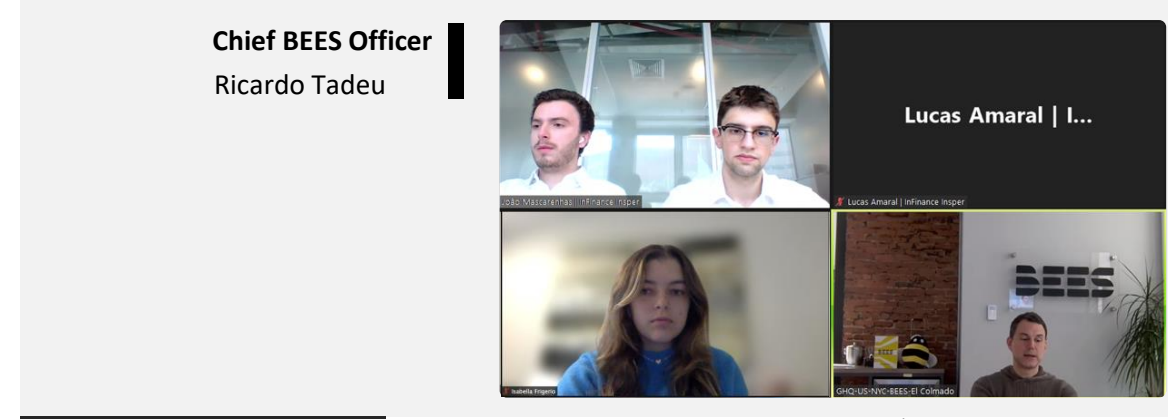 Chief BEES Officer
Ricardo Tadeu
Lucas Amaral | I...
João Mascarenhas | InFinance Insper
Lucas Amaral | InFinance Insper
BEES
BEES
Isabella Frigerio
GHQ-US-NYC-BEES-El Colmado